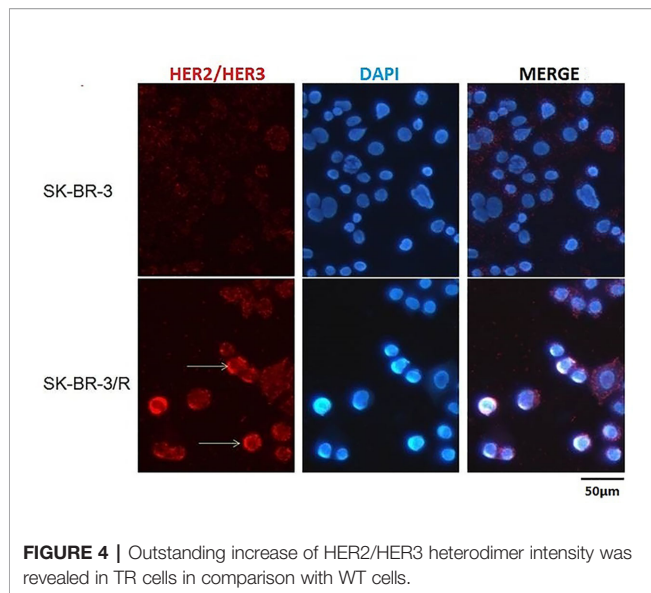 HER2/HER3 DAPI MERGE
SK-BR-3
SK-BR-3/R
50µm
FIGURE 4 | Outstanding increase of HER2/HER3 heterodimer intensity was
revealed in TR cells in comparison with WT cells.